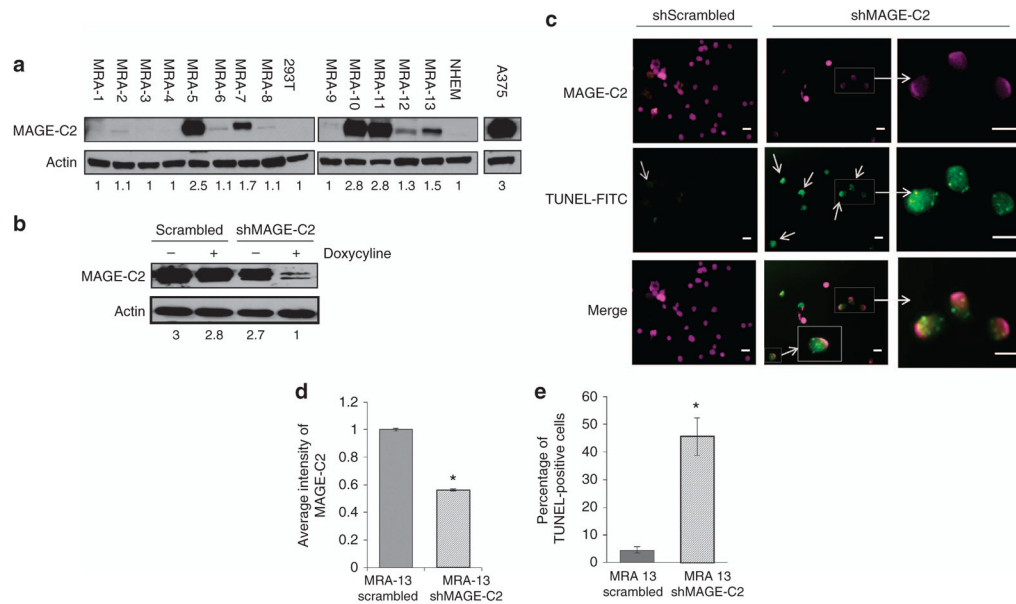 a
MRA-1 MRA-2 MRA-3 MRA-4 MRA-5 MRA-6 MRA-7 MRA-8 293T MRA-9 MRA-10 MRA-11 MRA-12 MRA-13 NHEM A375
MAGE-C2
Actin
1 1.1 1 1 2.5 1.1 1.7 1.1 1 1 2.8 2.8 1.3 1.5 1 3
b
Scrambled shMAGE-C2
– + – + Doxycyline
MAGE-C2
Actin
3 2.8 2.7 1
c
shScrambled shMAGE-C2
MAGE-C2
TUNEL-FITC
Merge
d
Average intensity of
MAGE-C2
1.2
1
0.8
0.6
0.4
0.2
0
*
MRA-13 MRA-13
scrambled shMAGE-C2
e
Percentage of
TUNEL-positive cells
60
50
40
30
20
10
0
*
MRA 13 MRA 13
scrambled shMAGE-C2